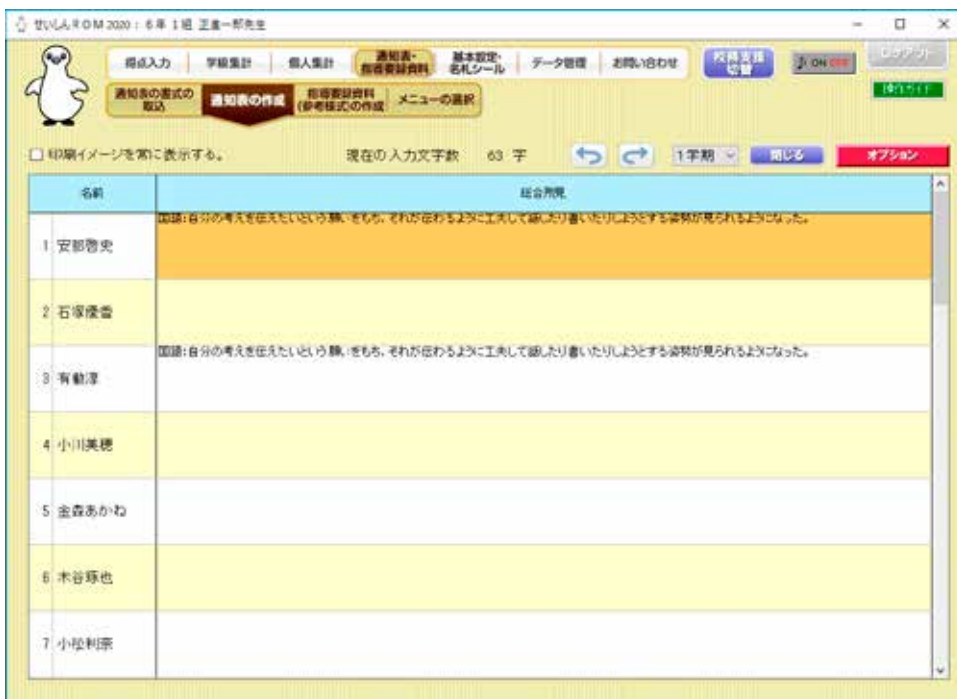 せいしんROM2020：6年 1組 正進一郎先生
得点入力 学級集計 個人集計 通知表・指導要録資料 基本設定・名札シール データ管理 お問い合わせ 校務支援切替 ON OFF ログアウト
通知表の書式の取込 通知表の作成 指導要録資料(参考様式)の作成 メニューの選択 操作ガイド
印刷イメージを常に表示する。 現在の入力文字数 63 字 1学期 閉じる オプション
名前 総合所見
1 安部啓史 国語：自分の考えを伝えたいという願いをもち、それが伝わるように工夫して話したり書いたりしようとする姿勢が見られるようになった。
2 石塚優香
3 有動淳 国語：自分の考えを伝えたいという願いをもち、それが伝わるように工夫して話したり書いたりしようとする姿勢が見られるようになった。
4 小川美穂
5 金森あかね
6 木谷琢也
7 小松利奈